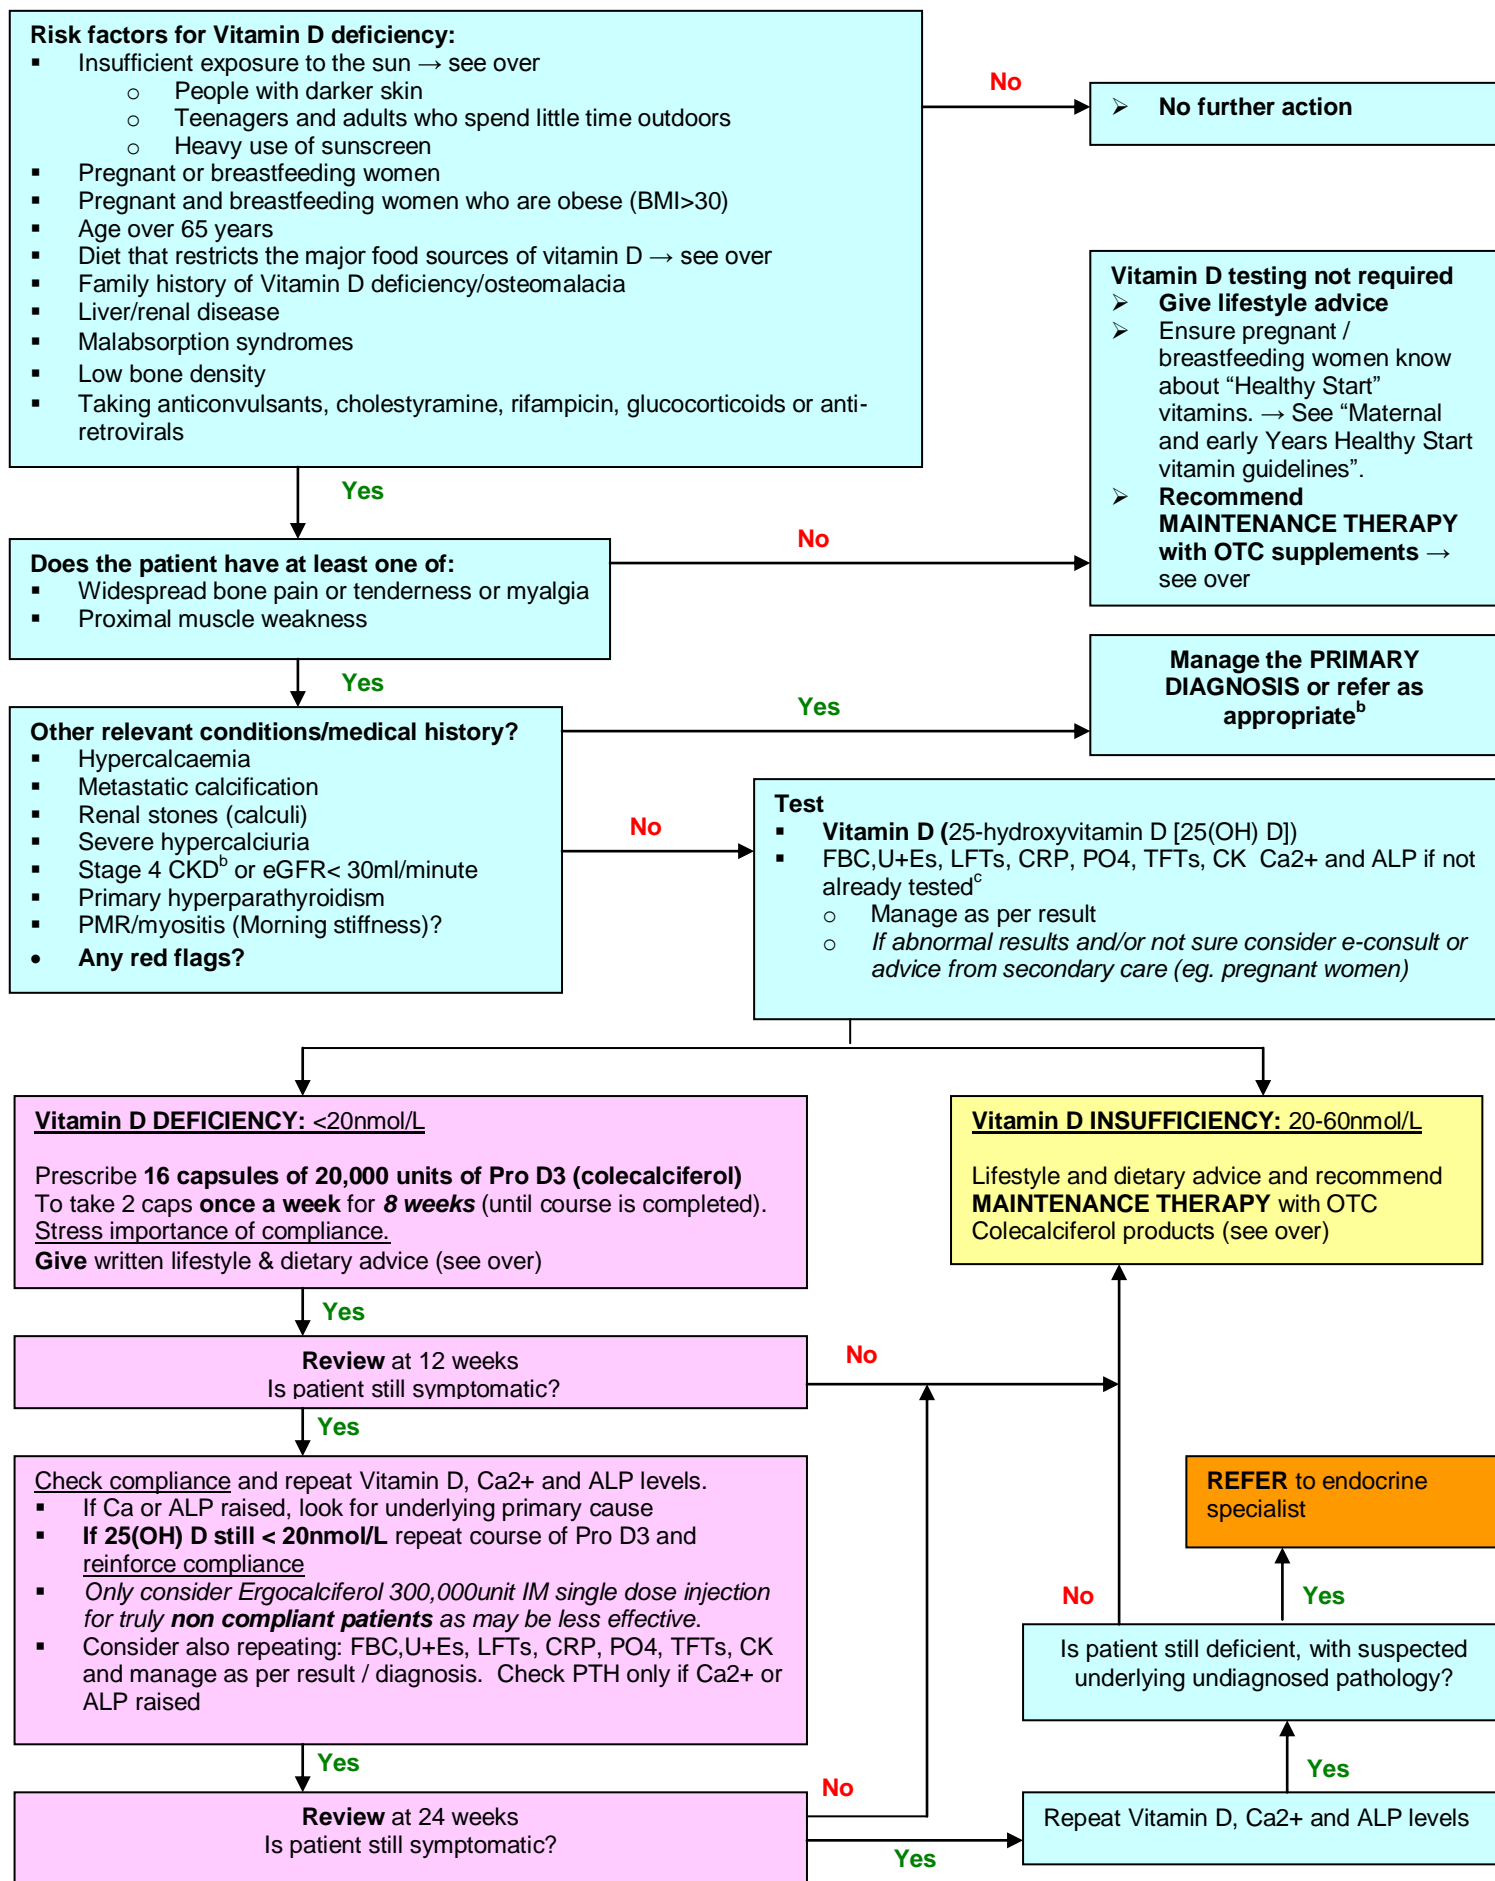 Risk factors for Vitamin D deficiency:
▪ Insufficient exposure to the sun → see over
o People with darker skin
o Teenagers and adults who spend little time outdoors
o Heavy use of sunscreen
▪ Pregnant or breastfeeding women
▪ Pregnant and breastfeeding women who are obese (BMI>30)
▪ Age over 65 years
▪ Diet that restricts the major food sources of vitamin D → see over
▪ Family history of Vitamin D deficiency/osteomalacia
▪ Liver/renal disease
▪ Malabsorption syndromes
▪ Low bone density
▪ Taking anticonvulsants, cholestyramine, rifampicin, glucocorticoids or anti-
retrovirals
No
➢ No further action
Yes
Does the patient have at least one of:
▪ Widespread bone pain or tenderness or myalgia
▪ Proximal muscle weakness
No
Vitamin D testing not required
➢ Give lifestyle advice
➢ Ensure pregnant /
breastfeeding women know
about “Healthy Start”
vitamins. → See “Maternal
and early Years Healthy Start
vitamin guidelines”.
➢ Recommend
MAINTENANCE THERAPY
with OTC supplements →
see over
Yes
Other relevant conditions/medical history?
▪ Hypercalcaemia
▪ Metastatic calcification
▪ Renal stones (calculi)
▪ Severe hypercalciuria
▪ Stage 4 CKDᵇ or eGFR< 30ml/minute
▪ Primary hyperparathyroidism
▪ PMR/myositis (Morning stiffness)?
• Any red flags?
Yes
Manage the PRIMARY
DIAGNOSIS or refer as
appropriateᵇ
No
Test
▪ Vitamin D (25-hydroxyvitamin D [25(OH) D])
▪ FBC,U+Es, LFTs, CRP, PO4, TFTs, CK Ca2+ and ALP if not
already testedᶜ
o Manage as per result
o If abnormal results and/or not sure consider e-consult or
advice from secondary care (eg. pregnant women)
Vitamin D DEFICIENCY: <20nmol/L
Prescribe 16 capsules of 20,000 units of Pro D3 (colecalciferol)
To take 2 caps once a week for 8 weeks (until course is completed).
Stress importance of compliance.
Give written lifestyle & dietary advice (see over)
Vitamin D INSUFFICIENCY: 20-60nmol/L
Lifestyle and dietary advice and recommend
MAINTENANCE THERAPY with OTC
Colecalciferol products (see over)
Yes
Review at 12 weeks
Is patient still symptomatic?
No
Yes
Check compliance and repeat Vitamin D, Ca2+ and ALP levels.
▪ If Ca or ALP raised, look for underlying primary cause
▪ If 25(OH) D still < 20nmol/L repeat course of Pro D3 and
reinforce compliance
▪ Only consider Ergocalciferol 300,000unit IM single dose injection
for truly non compliant patients as may be less effective.
▪ Consider also repeating: FBC,U+Es, LFTs, CRP, PO4, TFTs, CK
and manage as per result / diagnosis. Check PTH only if Ca2+ or
ALP raised
REFER to endocrine
specialist
No
Yes
Is patient still deficient, with suspected
underlying undiagnosed pathology?
Yes
Yes
Review at 24 weeks
Is patient still symptomatic?
No
Yes
Repeat Vitamin D, Ca2+ and ALP levels